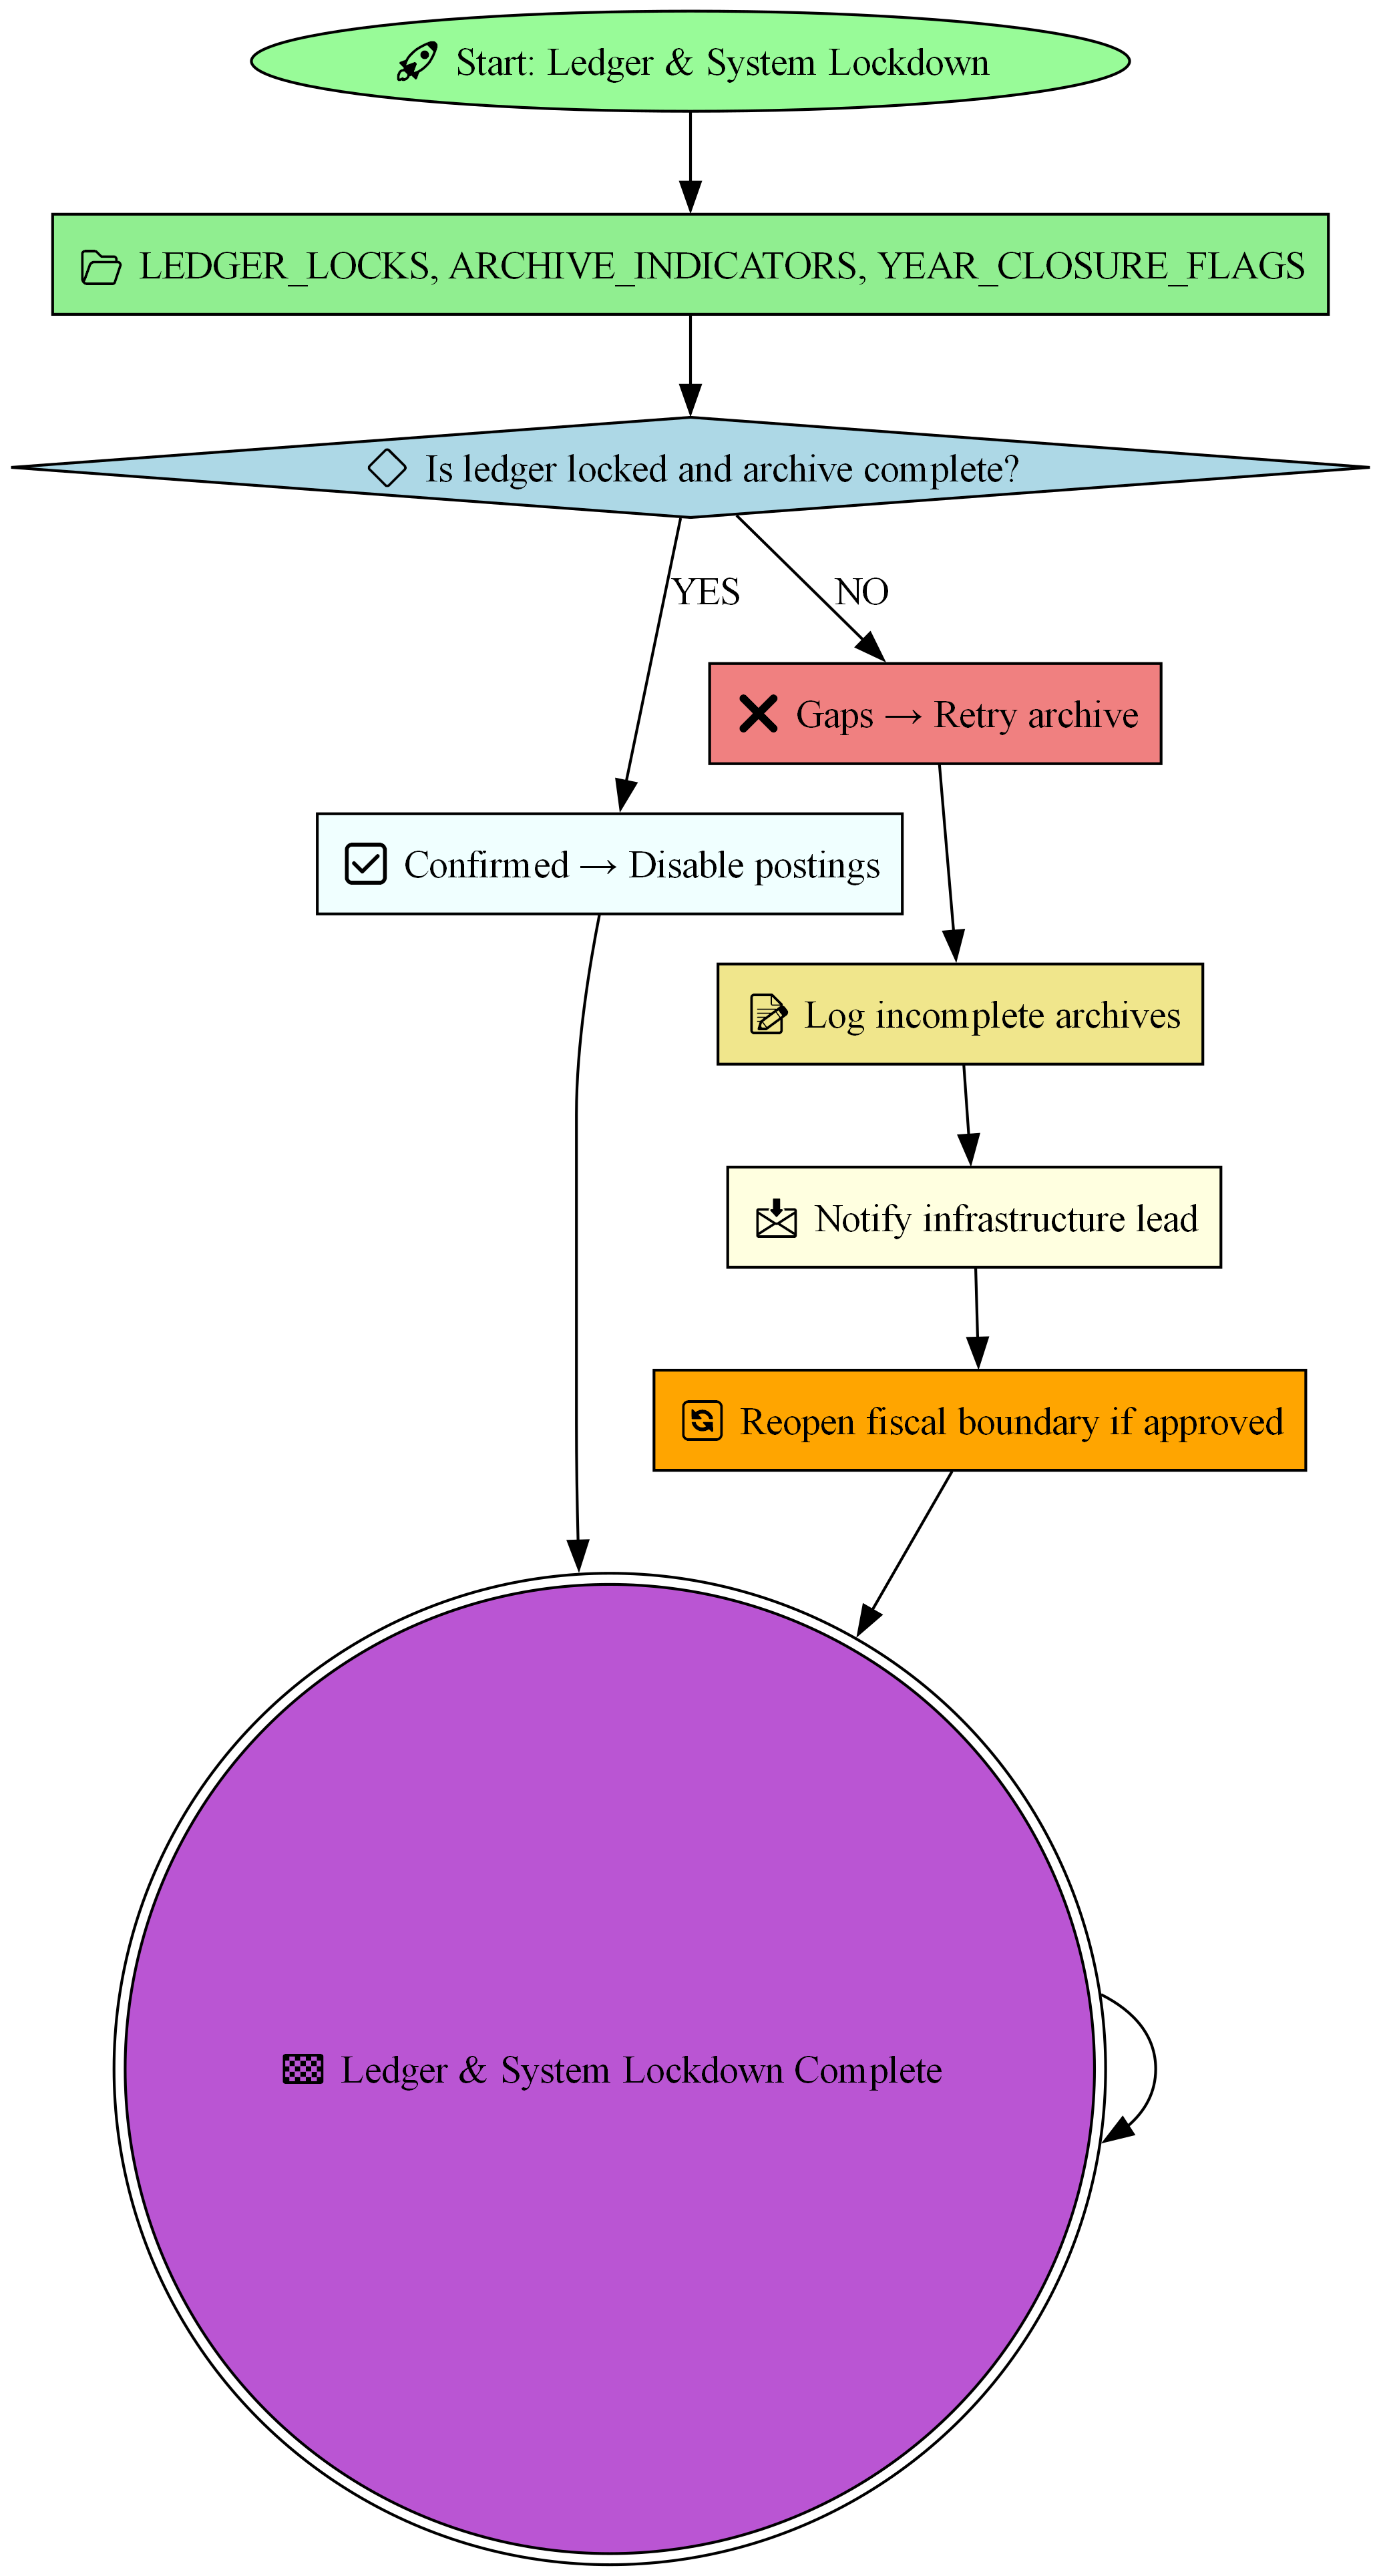 🚀 Start: Ledger & System Lockdown
📂 LEDGER_LOCKS, ARCHIVE_INDICATORS, YEAR_CLOSURE_FLAGS
◇ Is ledger locked and archive complete?
YES
NO
❌ Gaps → Retry archive
☑ Confirmed → Disable postings
📝 Log incomplete archives
📩 Notify infrastructure lead
🔄 Reopen fiscal boundary if approved
🏁 Ledger & System Lockdown Complete